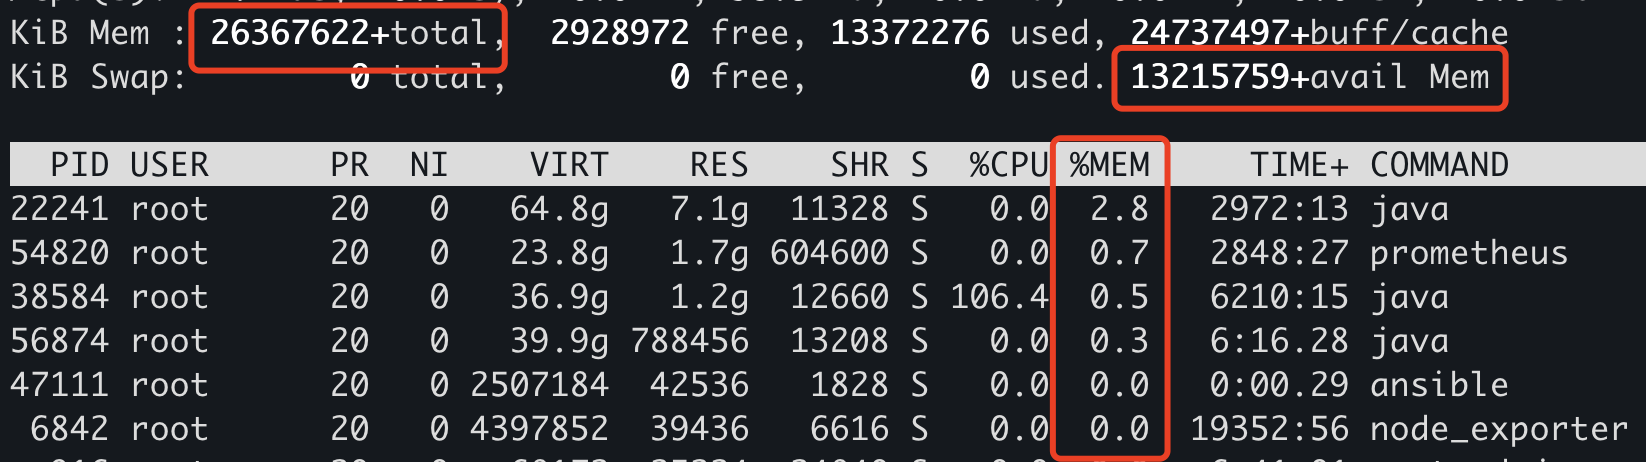 KiB Mem : 26367622+total, 2928972 free, 13372276 used, 24737497+buff/cache
KiB Swap: 0 total, 0 free, 0 used. 13215759+avail Mem
PID USER PR NI VIRT RES SHR S %CPU %MEM TIME+ COMMAND
22241 root 20 0 64.8g 7.1g 11328 S 0.0 2.8 2972:13 java
54820 root 20 0 23.8g 1.7g 604600 S 0.0 0.7 2848:27 prometheus
38584 root 20 0 36.9g 1.2g 12660 S 106.4 0.5 6210:15 java
56874 root 20 0 39.9g 788456 13208 S 0.0 0.3 6:16.28 java
47111 root 20 0 2507184 42536 1828 S 0.0 0.0 0:00.29 ansible
6842 root 20 0 4397852 39436 6616 S 0.0 0.0 19352:56 node_exporter